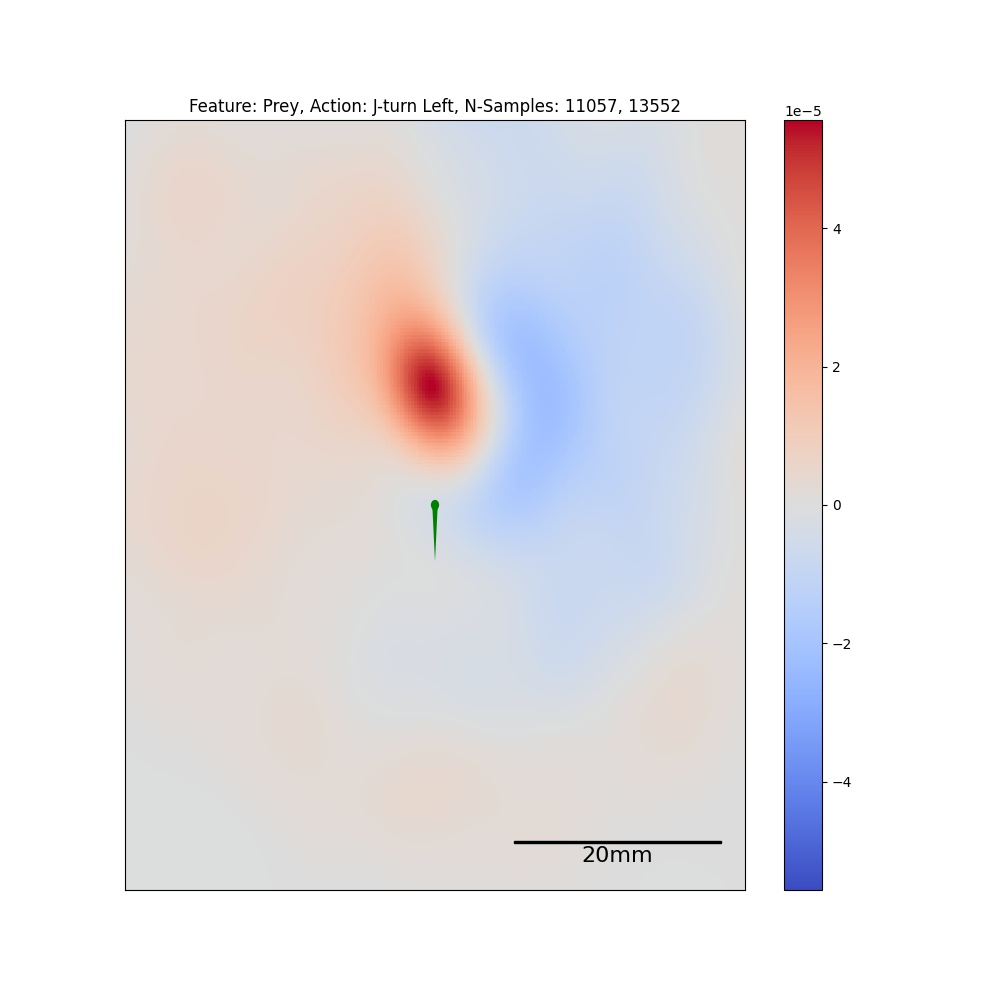 Feature: Prey, Action: J-turn Left, N-Samples: 11057, 13552
1e−5
4
2
0
−2
−4
20mm